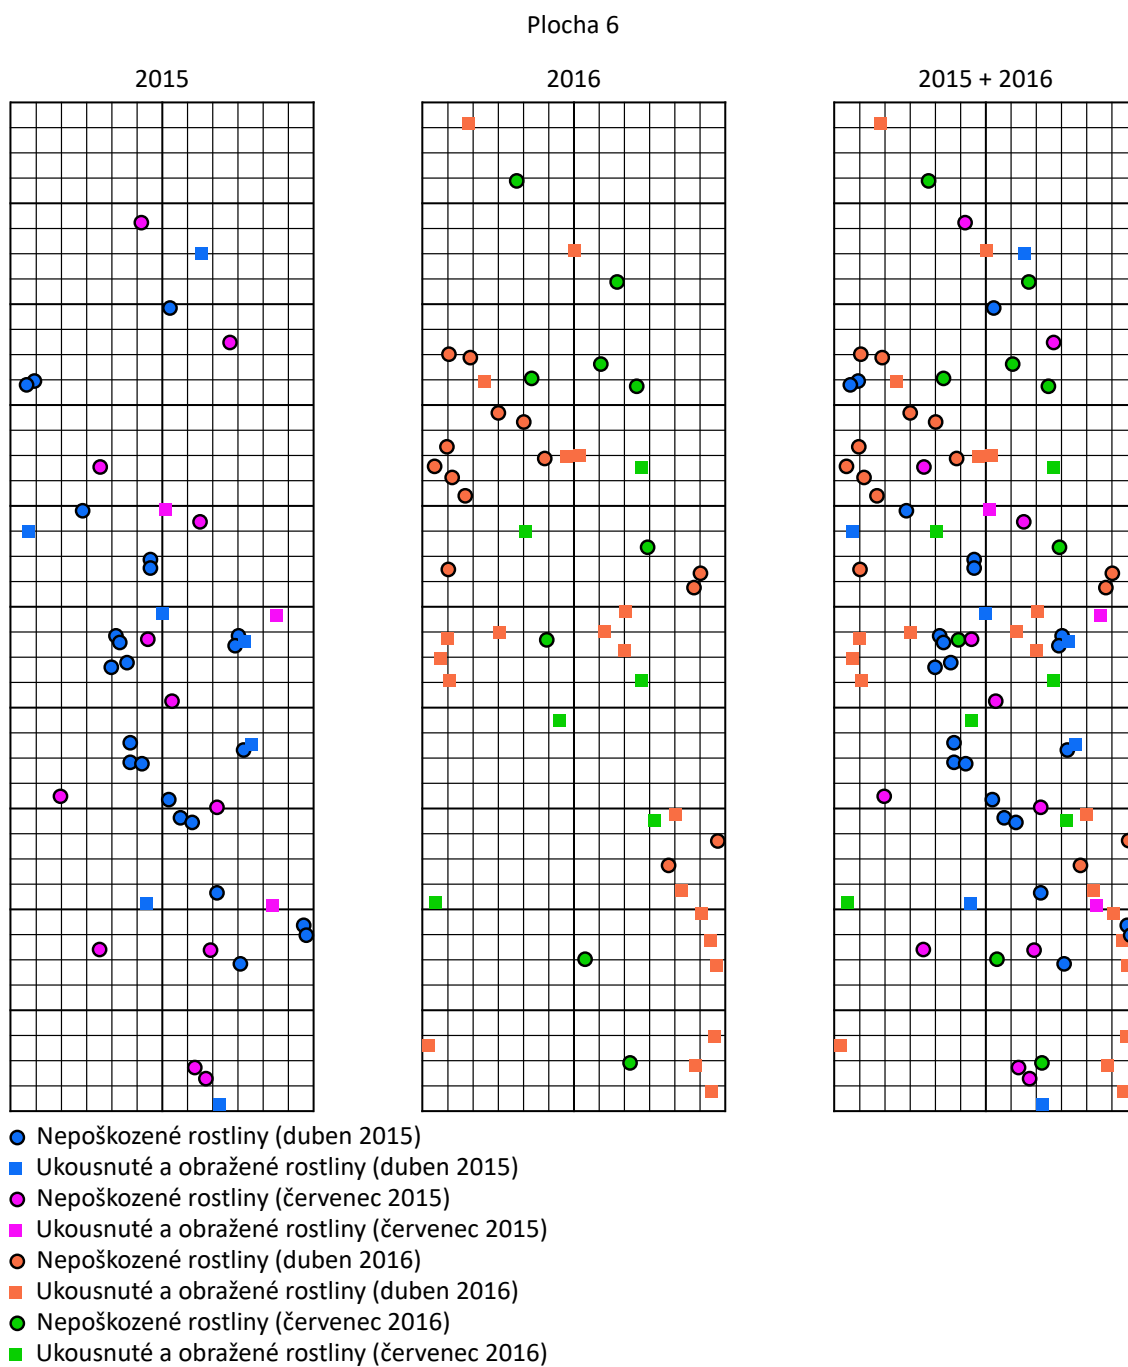 Plocha 6
2015
2016
2015 + 2016
Nepoškozené rostliny (duben 2015)
Ukousnuté a obražené rostliny (duben 2015)
Nepoškozené rostliny (červenec 2015)
Ukousnuté a obražené rostliny (červenec 2015)
Nepoškozené rostliny (duben 2016)
Ukousnuté a obražené rostliny (duben 2016)
Nepoškozené rostliny (červenec 2016)
Ukousnuté a obražené rostliny (červenec 2016)